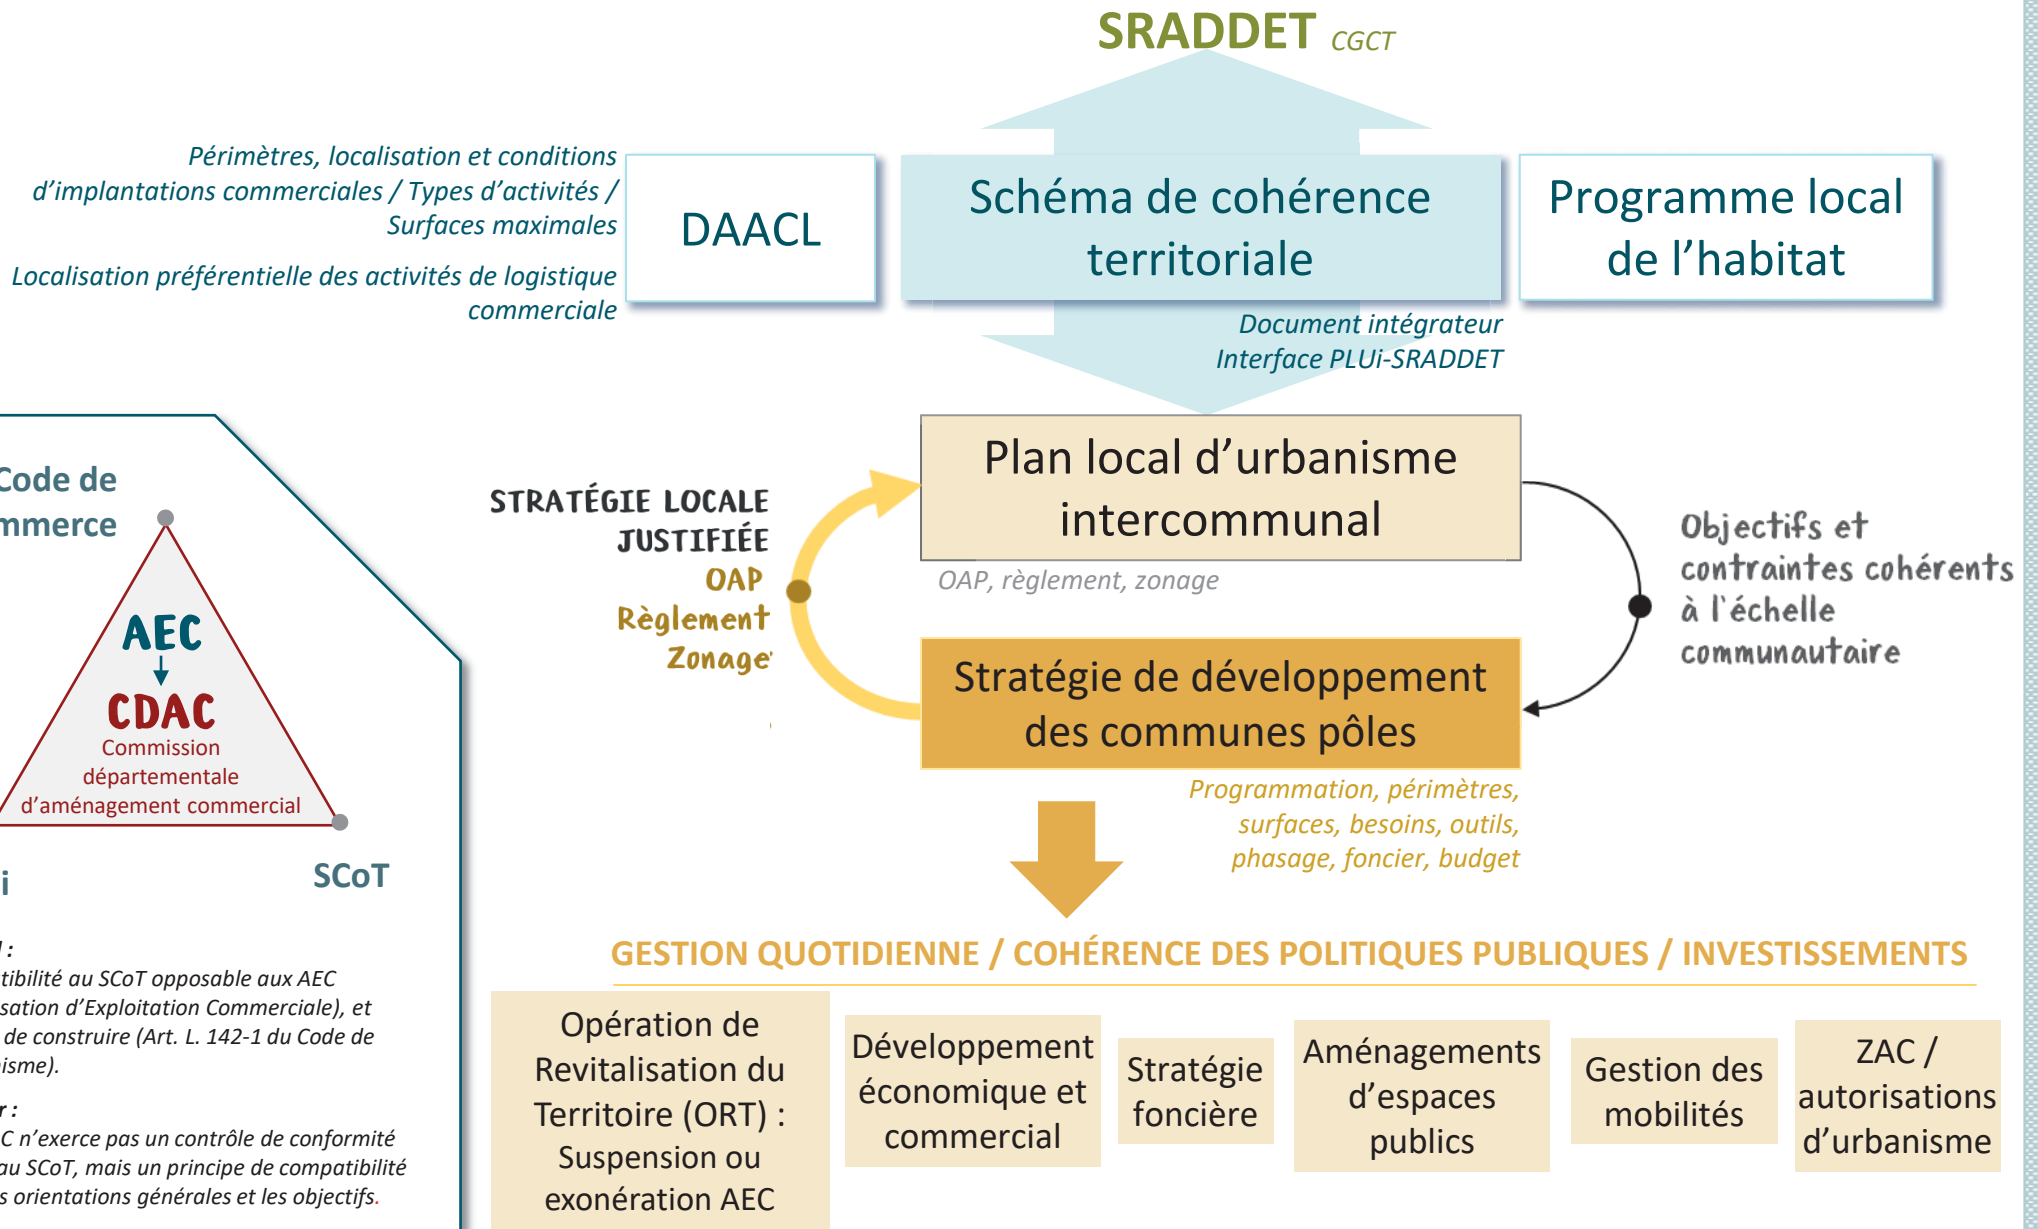 SRADDET CGCT
Périmètres, localisation et conditions
d'implantations commerciales / Types d'activités /
Surfaces maximales
Localisation préférentielle des activités de logistique
commerciale
DAACL
Schéma de cohérence
territoriale
Programme local
de l'habitat
Document intégrateur
Interface PLUi-SRADDET
Plan local d'urbanisme
intercommunal
OAP, règlement, zonage
STRATÉGIE LOCALE
JUSTIFIÉE
OAP
Règlement
Zonage
Objectifs et
contraintes cohérents
à l'échelle
communautaire
Stratégie de développement
des communes pôles
Programmation, périmètres,
surfaces, besoins, outils,
phasage, foncier, budget
Code de
mmerce
AEC
CDAC
Commission
départementale
d'aménagement commercial
i
SCoT
l :
atibilité au SCoT opposable aux AEC
isation d'Exploitation Commerciale), et
de construire (Art. L. 142-1 du Code de
nisme).
r :
C n'exerce pas un contrôle de conformité
au SCoT, mais un principe de compatibilité
s orientations générales et les objectifs.
GESTION QUOTIDIENNE / COHÉRENCE DES POLITIQUES PUBLIQUES / INVESTISSEMENTS
Opération de
Revitalisation du
Territoire (ORT) :
Suspension ou
exonération AEC
Développement
économique et
commercial
Stratégie
foncière
Aménagements
d'espaces
publics
Gestion des
mobilités
ZAC /
autorisations
d'urbanisme